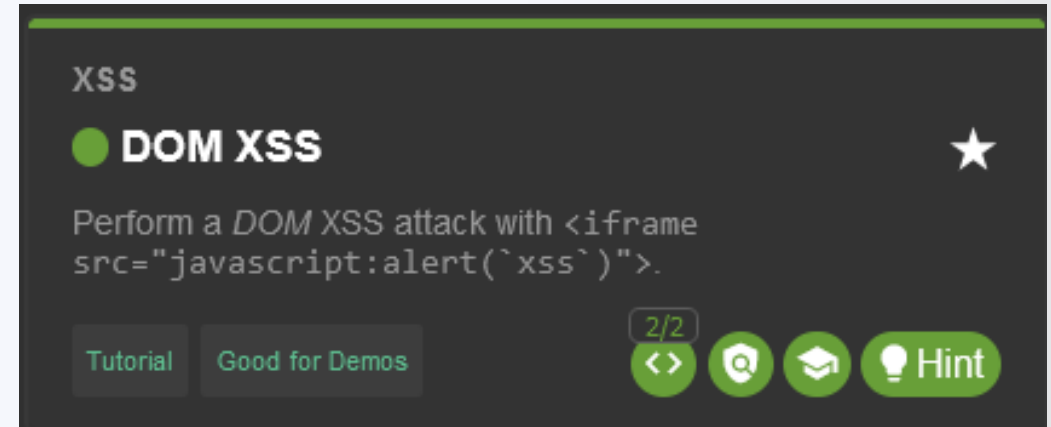 XSS
DOM XSS
Perform a DOM XSS attack with <iframe
src="javascript:alert(`xss`)">.
2/2
Tutorial
Good for Demos
<>
Hint